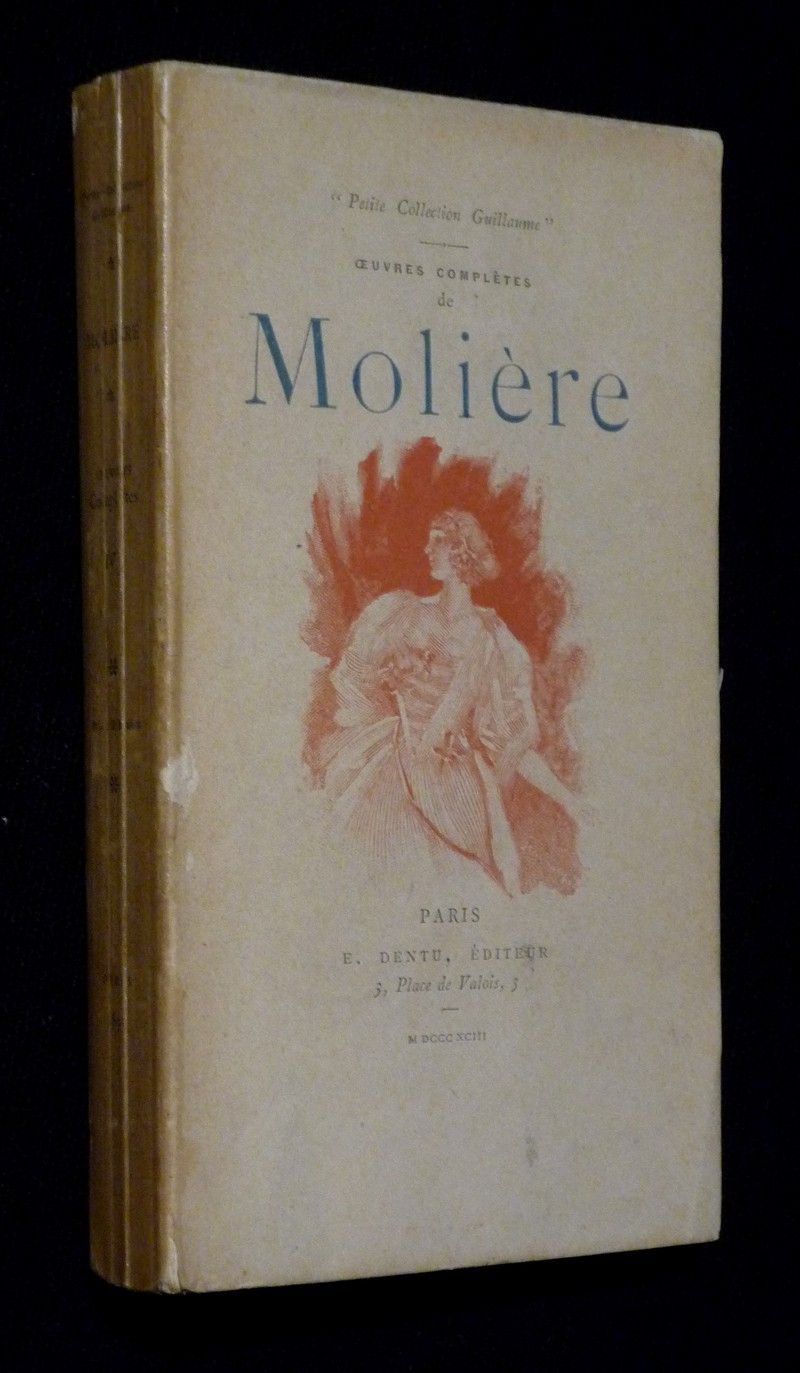 “ Petite Collection Guillaume ”
ŒUVRES COMPLÈTES
de
Molière
PARIS
E. DENTU, ÉDITEUR
3, Place de Valois, 3
M DCCC XCIII